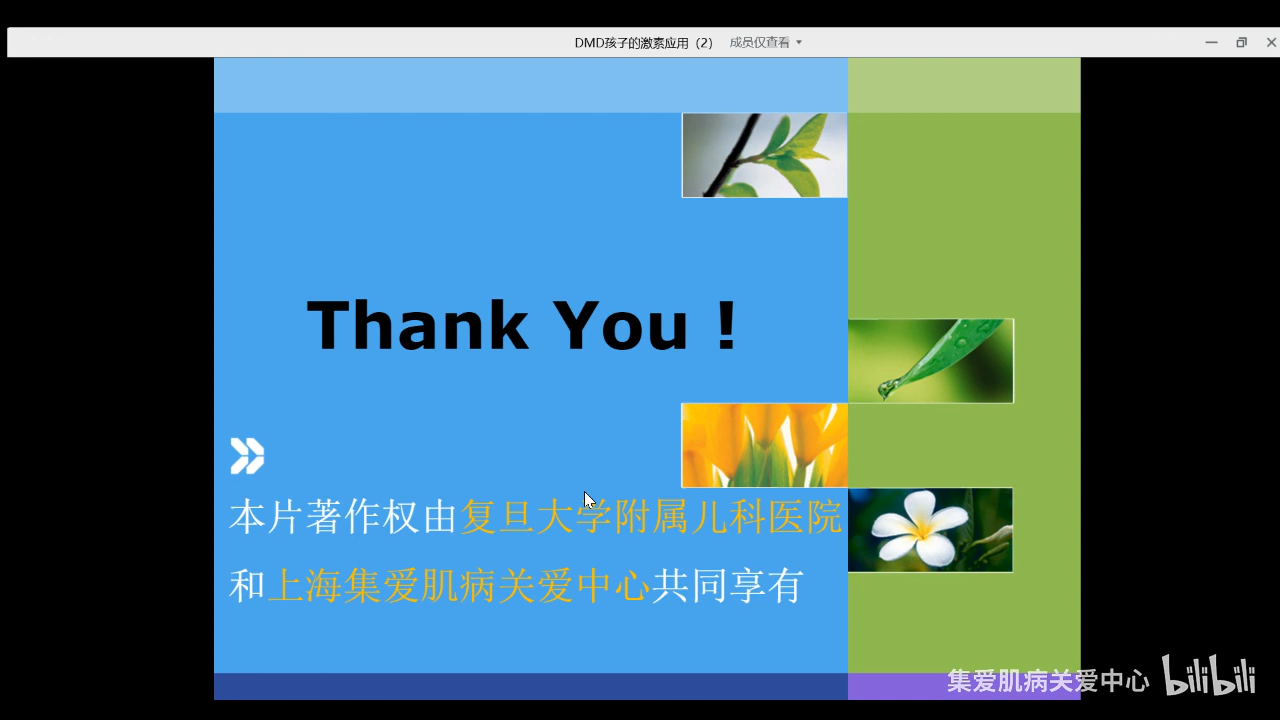 DMD孩子的激素应用（2） 成员仅查看
Thank You !
本片著作权由复旦大学附属儿科医院
和上海集爱肌病关爱中心共同享有
集爱肌病关爱中心 bilibili